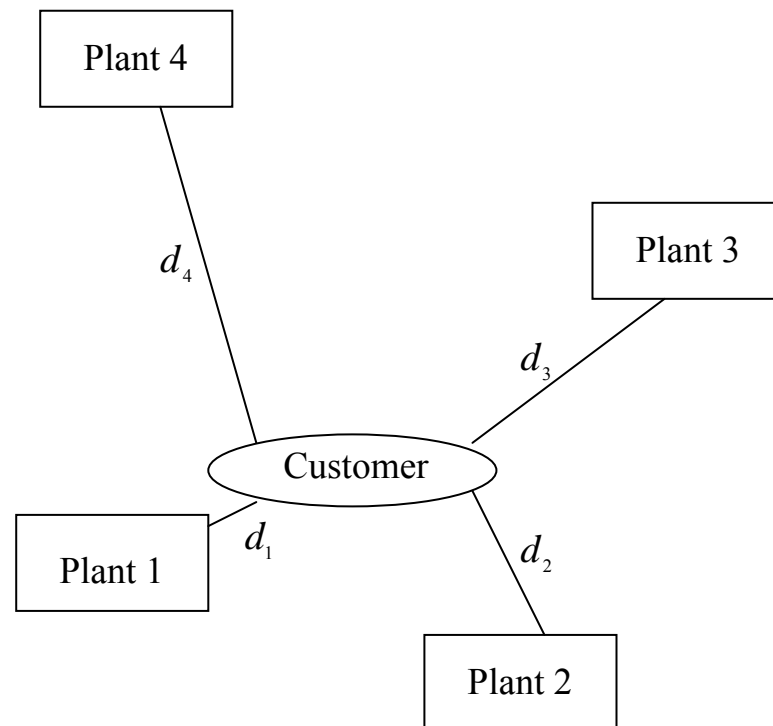 Plant 4
d₄
Plant 3
d₃
Customer
d₁
Plant 1
d₂
Plant 2